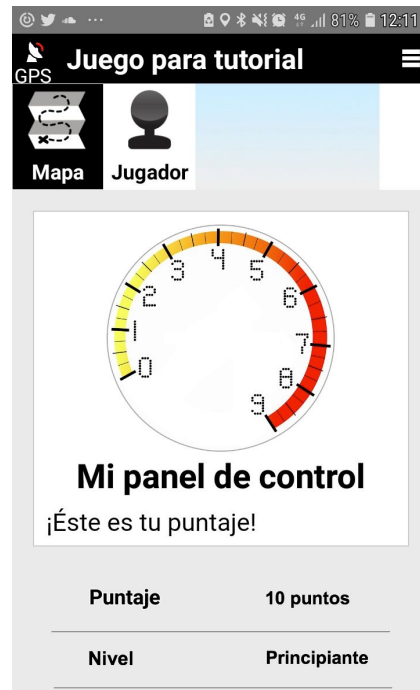 4G 81% 12:11
GPS Juego para tutorial
Mapa Jugador
0
1
2
3
4
5
6
7
8
9
Mi panel de control
¡Éste es tu puntaje!
Puntaje 10 puntos
Nivel Principiante